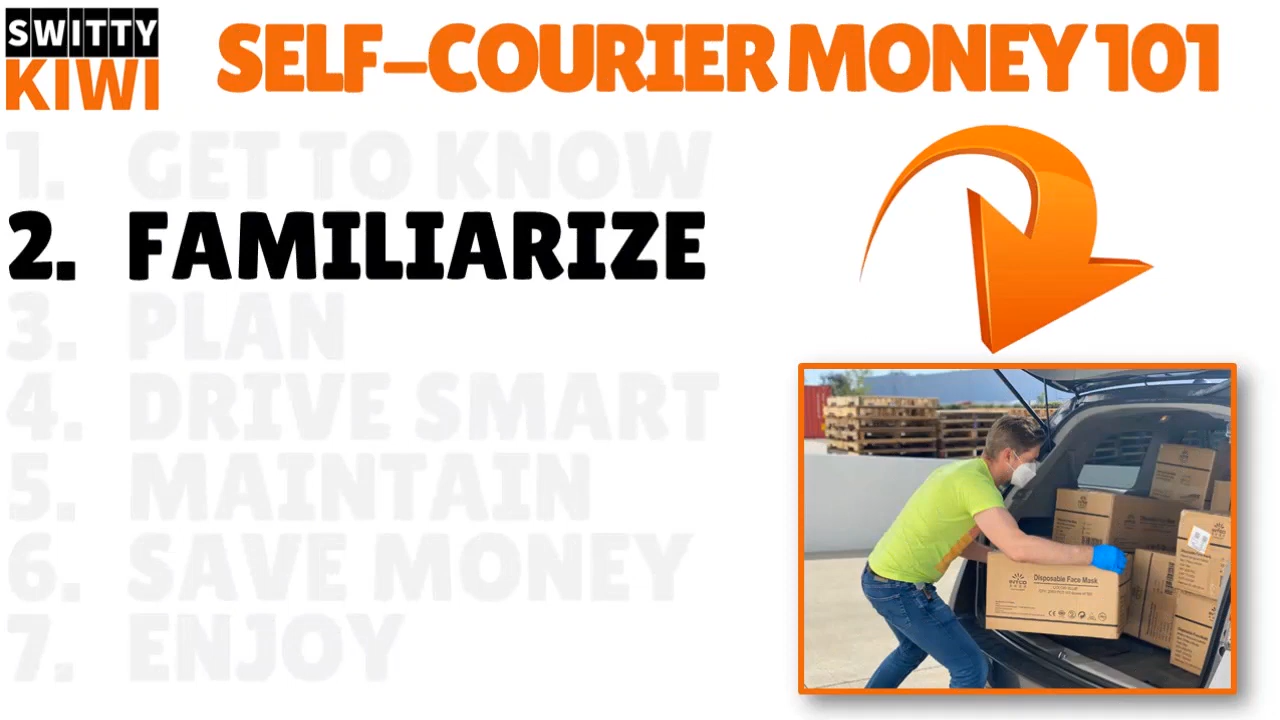 SWITTY
KIWI
SELF-COURIER MONEY 101
1. GET TO KNOW
2. FAMILIARIZE
3. PLAN
4. DRIVE SMART
5. MAINTAIN
6. SAVE MONEY
7. ENJOY
Disposable Face Mask